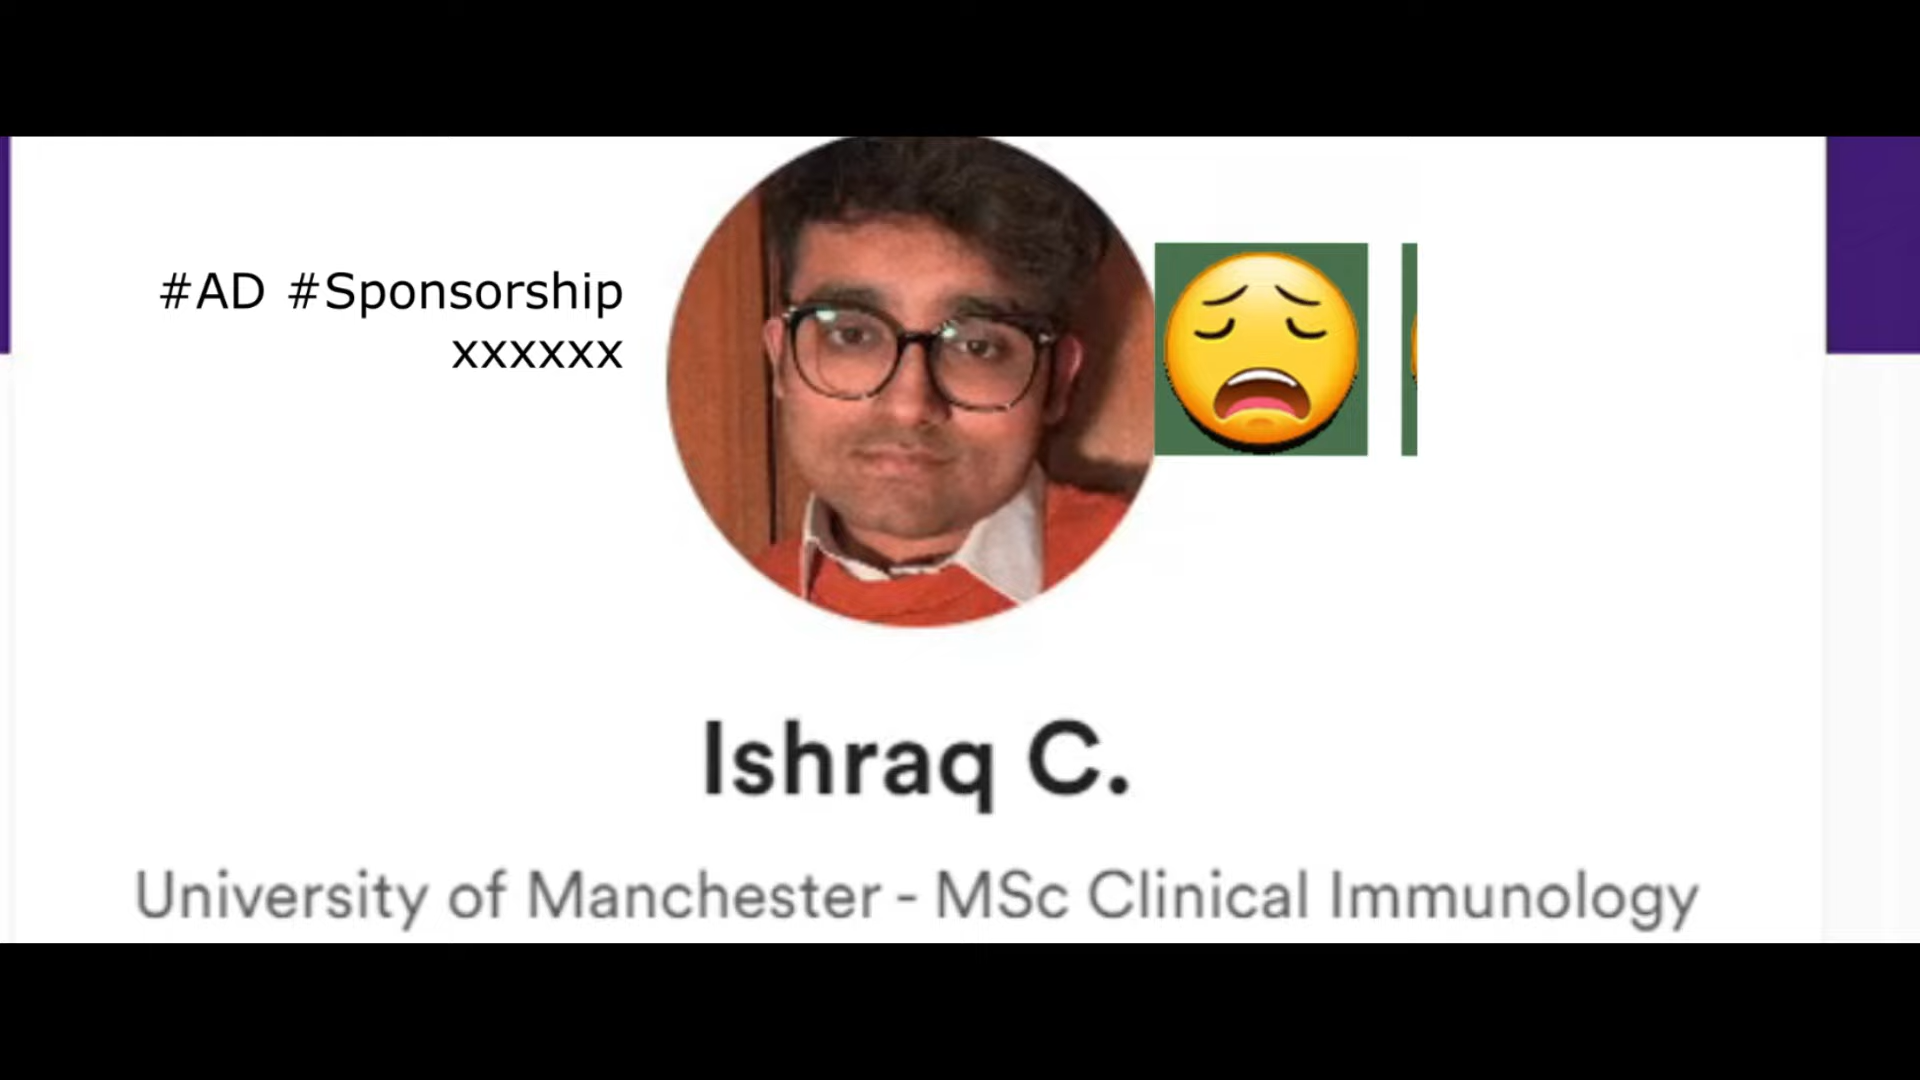 #AD #Sponsorship
xxxxxx
Ishraq C.
University of Manchester - MSc Clinical Immunology